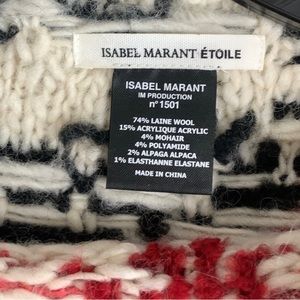 ISABEL MARANT ÉTOILE
ISABEL MARANT
IM PRODUCTION
n°1501
74% LAINE WOOL
15% ACRYLIQUE ACRYLIC
4% MOHAIR
4% POLYAMIDE
2% ALPAGA ALPACA
1% ELASTHANNE ELASTANE
MADE IN CHINA